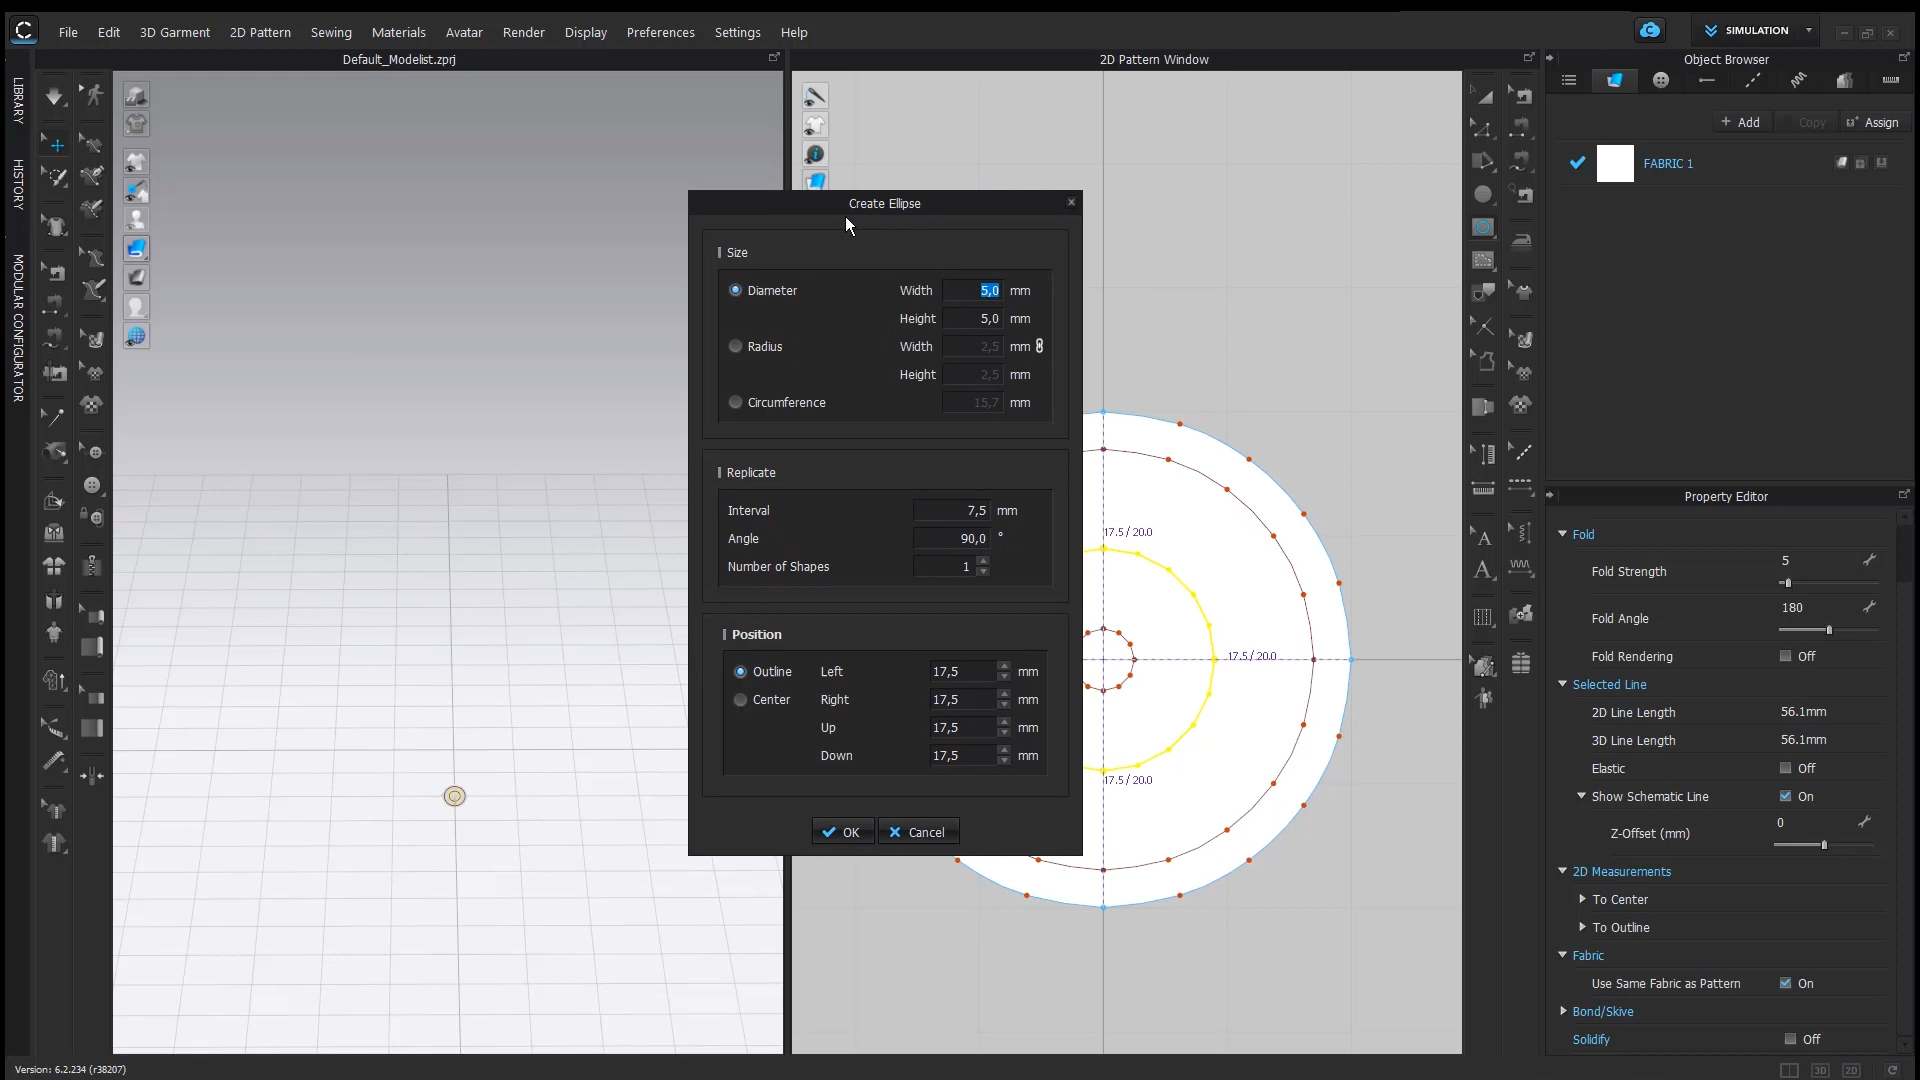 File Edit 3D Garment 2D Pattern Sewing Materials Avatar Render Display Preferences Settings Help
SIMULATION
Default_Modelist.zprj
2D Pattern Window
Object Browser
LIBRARY
HISTORY
MODULAR CONFIGURATOR
+ Add Copy Assign
FABRIC 1
Create Ellipse
Size
Diameter Width 5,0 mm
Height 5,0 mm
Radius Width 2,5 mm
Height 2,5 mm
Circumference 15,7 mm
Replicate
Interval 7,5 mm
Angle 90,0 °
Number of Shapes 1
Position
Outline Left 17,5 mm
Center Right 17,5 mm
Up 17,5 mm
Down 17,5 mm
OK Cancel
17.5 / 20.0
17.5 / 20.0
17.5 / 20.0
Property Editor
Fold
Fold Strength 5
Fold Angle 180
Fold Rendering Off
Selected Line
2D Line Length 56.1mm
3D Line Length 56.1mm
Elastic Off
Show Schematic Line On
Z-Offset (mm) 0
2D Measurements
To Center
To Outline
Fabric
Use Same Fabric as Pattern On
Bond/Skive
Solidify Off
Version: 6.2.234 (r38207)
3D 2D